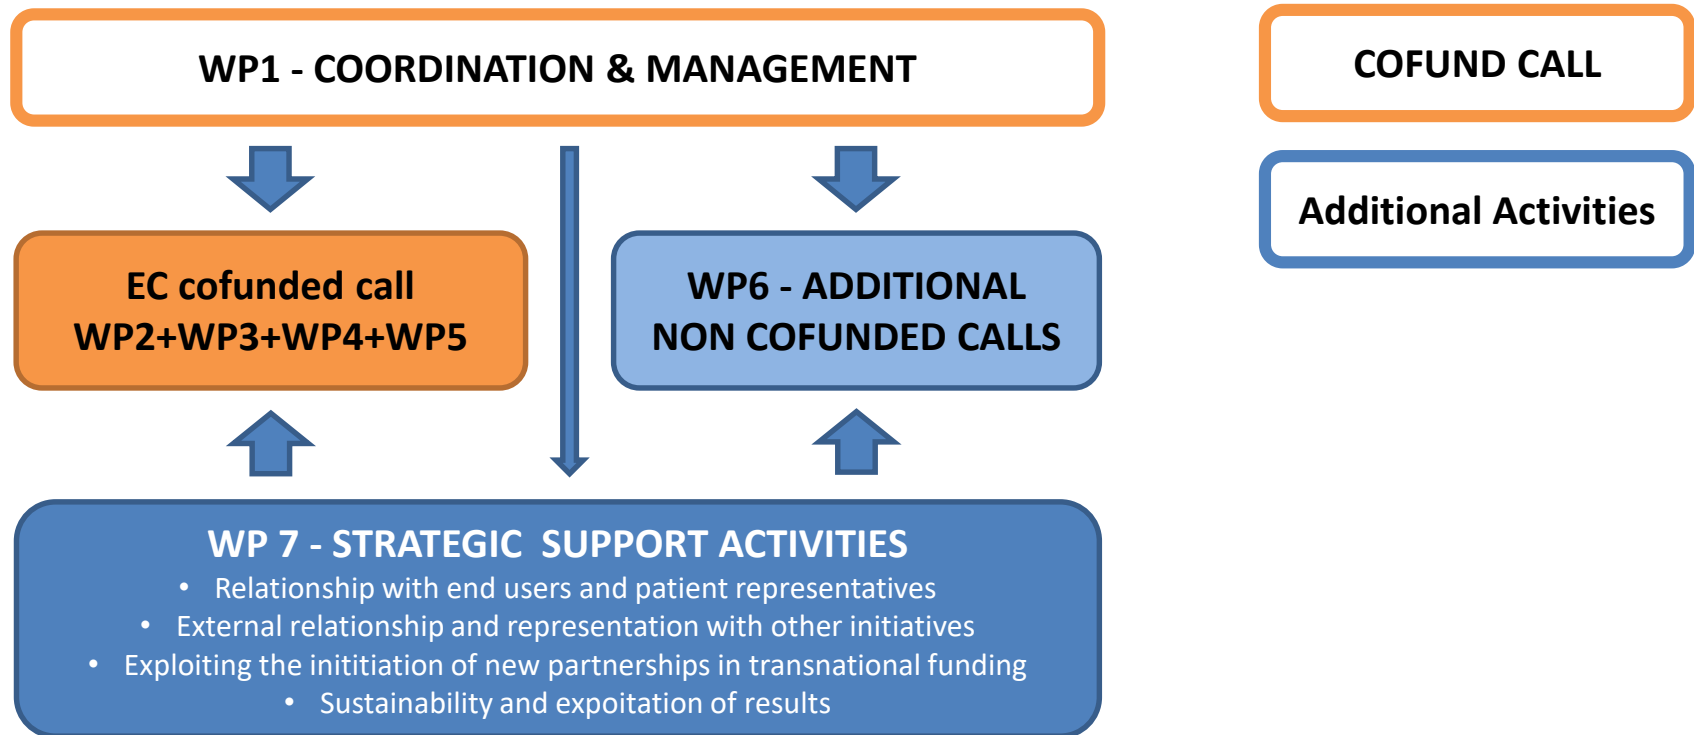 WP1 - COORDINATION & MANAGEMENT
COFUND CALL
Additional Activities
EC cofunded call
WP2+WP3+WP4+WP5
WP6 - ADDITIONAL
NON COFUNDED CALLS
WP 7 - STRATEGIC SUPPORT ACTIVITIES
• Relationship with end users and patient representatives
• External relationship and representation with other initiatives
• Exploiting the inititiation of new partnerships in transnational funding
• Sustainability and expoitation of results